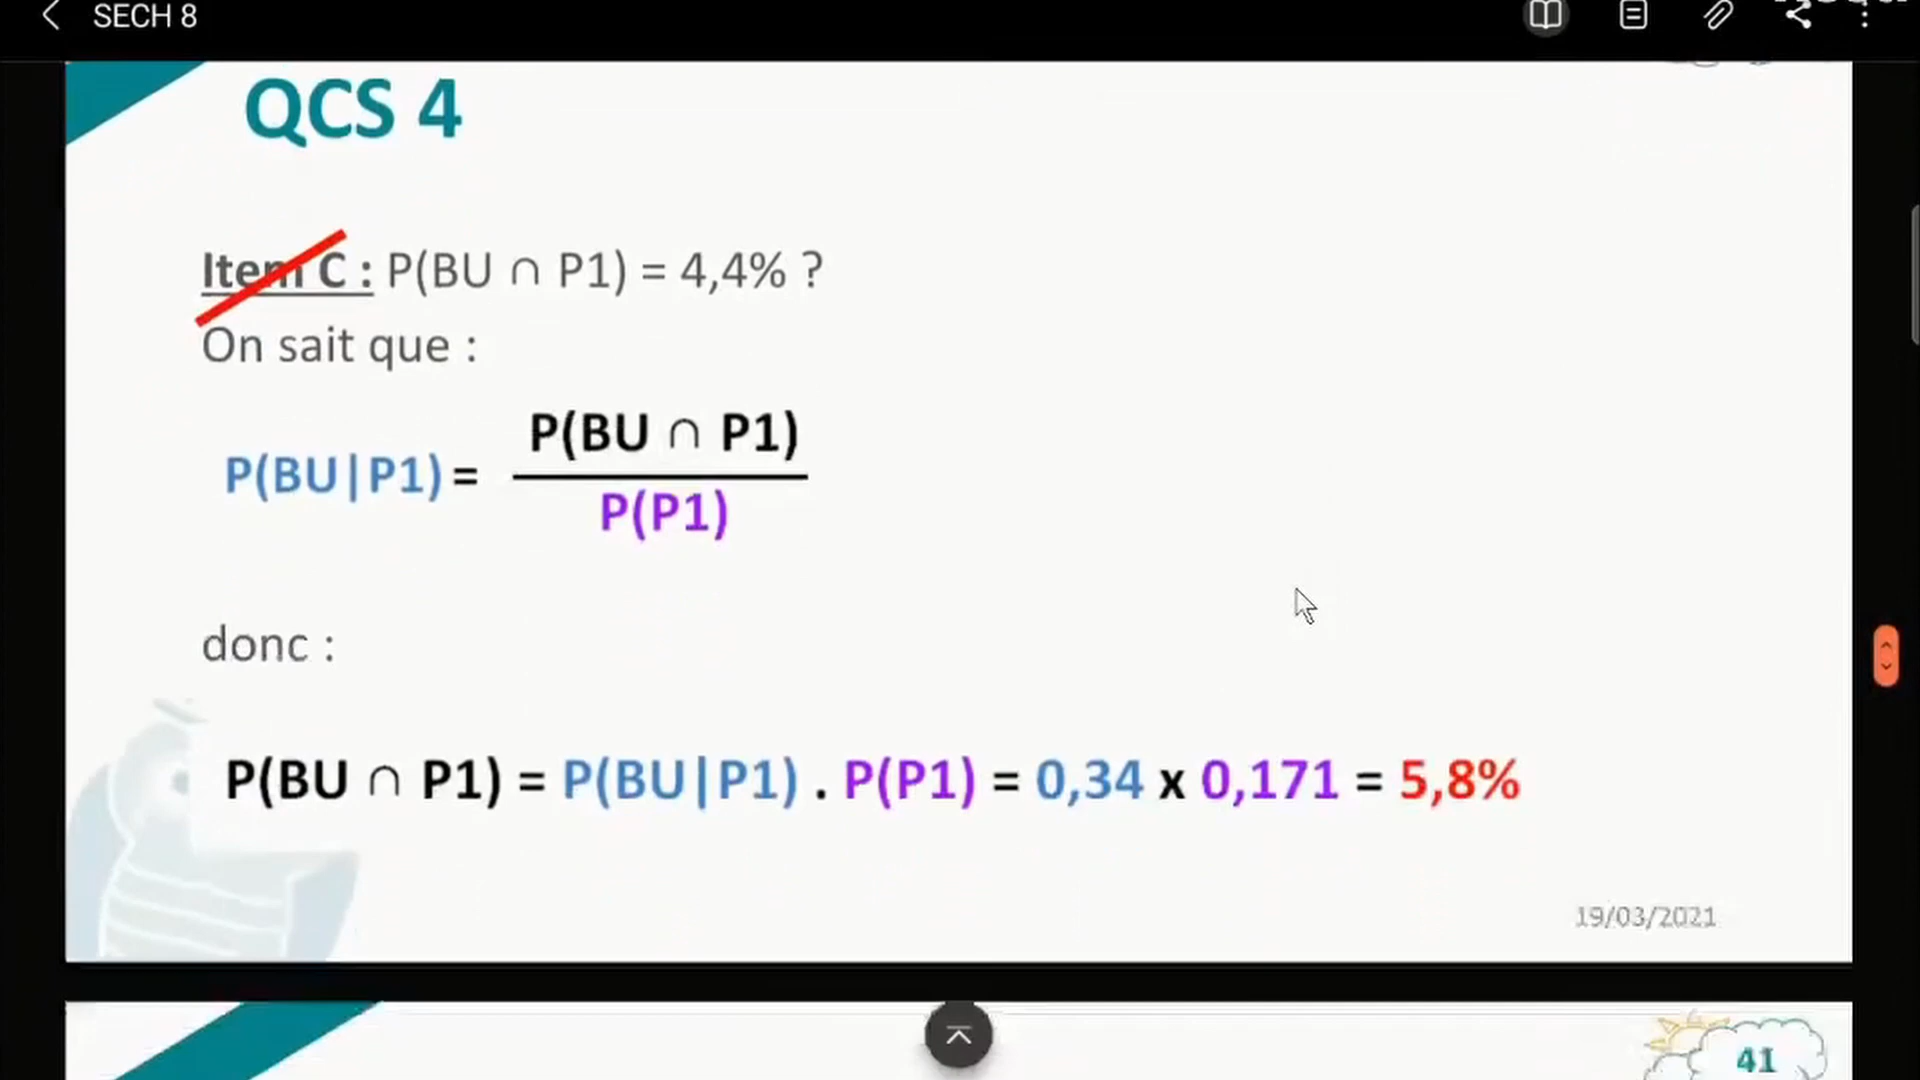 SECH 8
QCS 4
Item C : P(BU ∩ P1) = 4,4% ?
On sait que :
P(BU|P1) = P(BU ∩ P1)
P(P1)
donc :
P(BU ∩ P1) = P(BU|P1) . P(P1) = 0,34 x 0,171 = 5,8%
19/03/2021
41